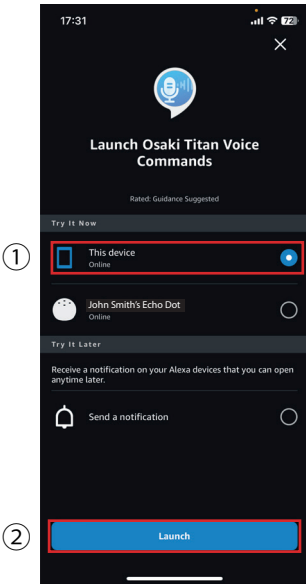 17:31
72
Launch Osaki Titan Voice
Commands
Rated: Guidance Suggested
Try It Now
1
This device
Online
John Smith's Echo Dot
Online
Try It Later
Receive a notification on your Alexa devices that you can open
anytime later.
Send a notification
2
Launch